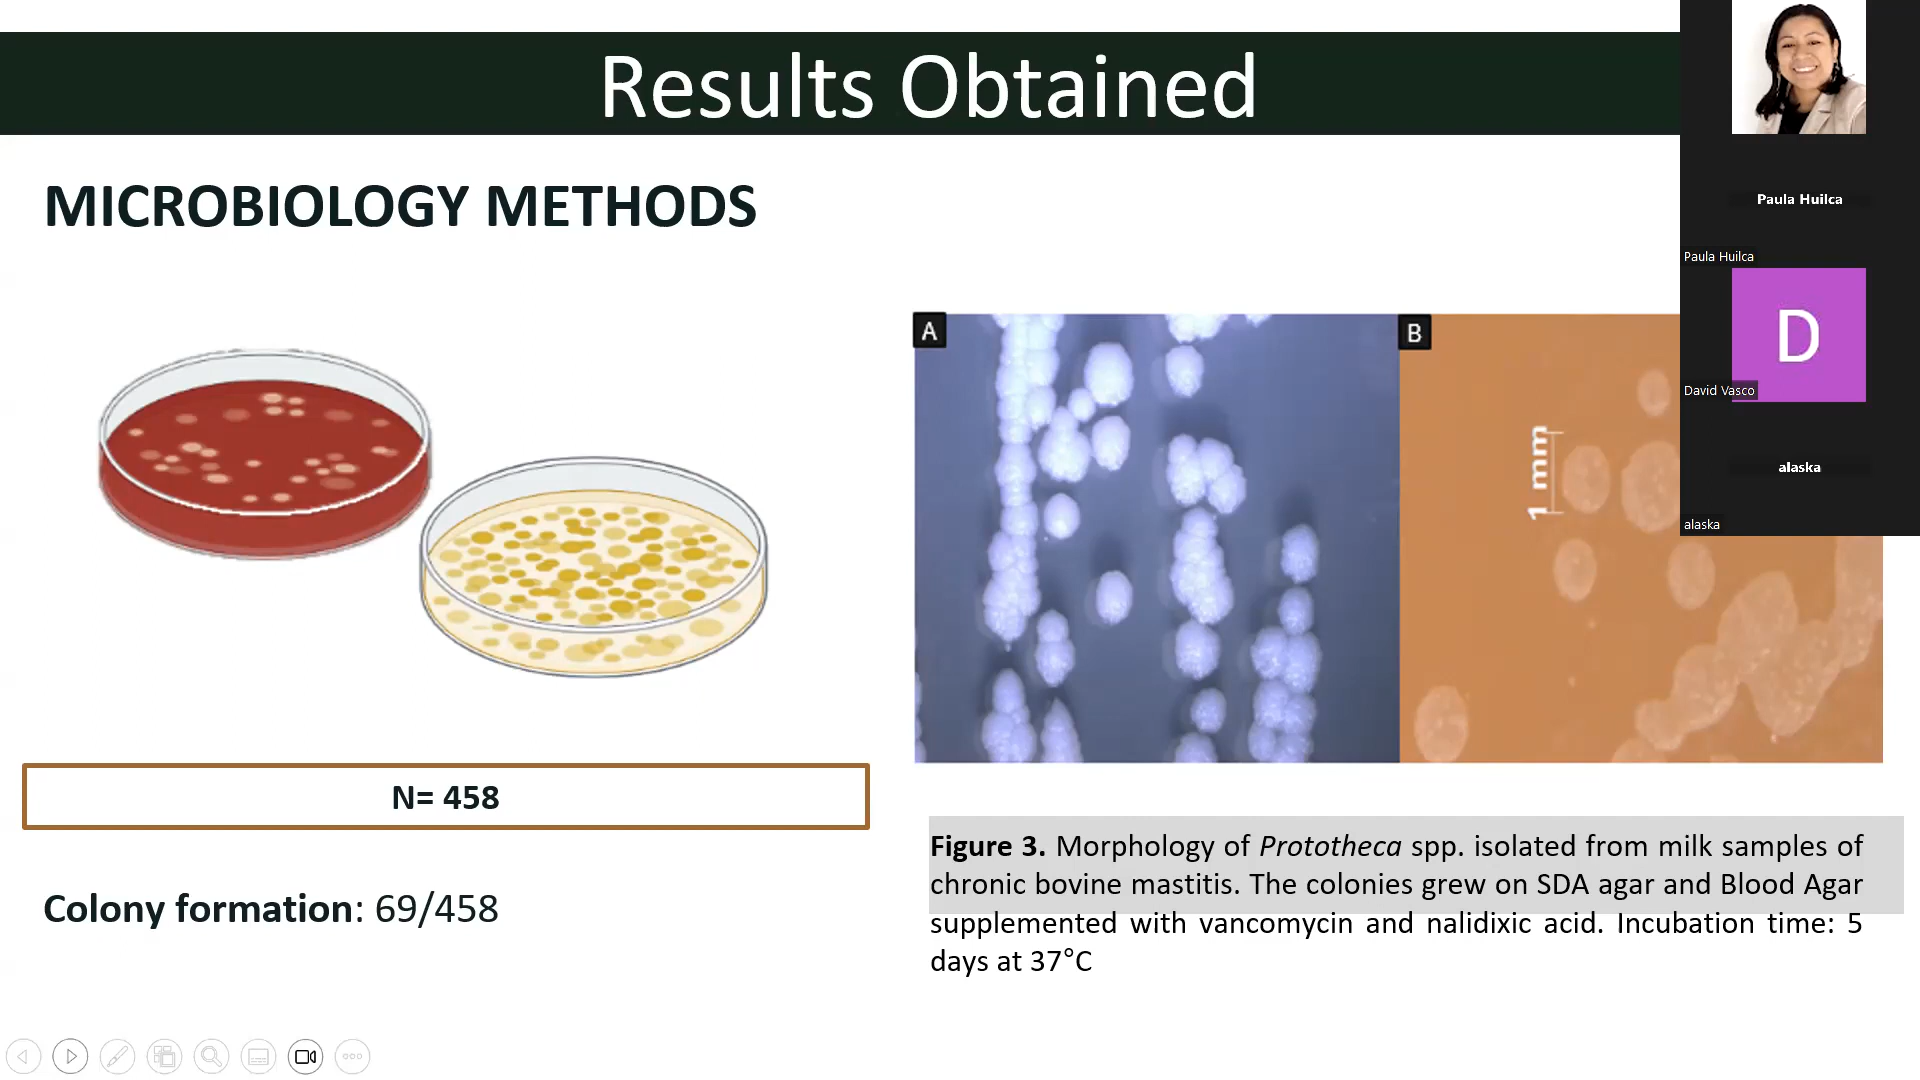 Results Obtained
MICROBIOLOGY METHODS
A
B
1 mm
N= 458
Colony formation: 69/458
Figure 3. Morphology of Prototheca spp. isolated from milk samples of
chronic bovine mastitis. The colonies grew on SDA agar and Blood Agar
supplemented with vancomycin and nalidixic acid. Incubation time: 5
days at 37°C
Paula Huilca
Paula Huilca
D
David Vasco
alaska
alaska